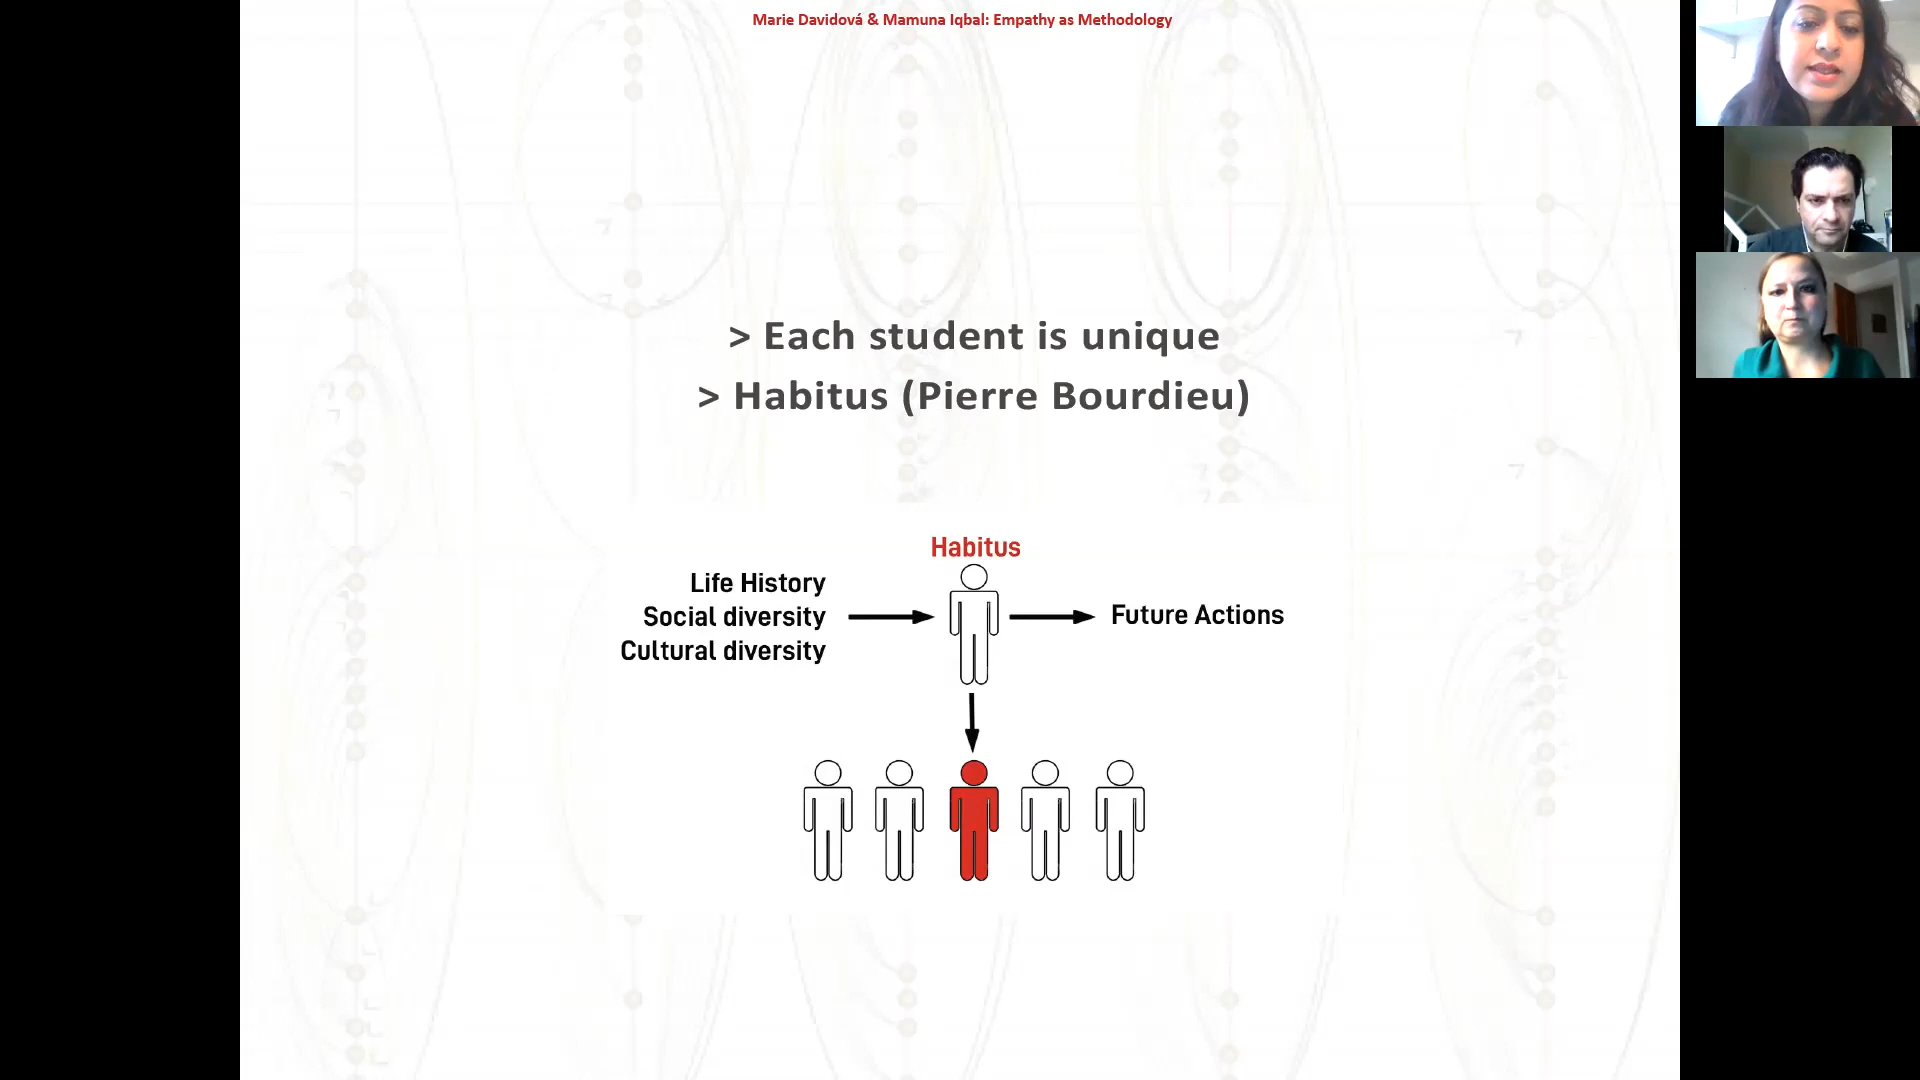 Marie Davidová & Mamuna Iqbal: Empathy as Methodology
> Each student is unique
> Habitus (Pierre Bourdieu)
Habitus
Life History
Social diversity
Cultural diversity
Future Actions